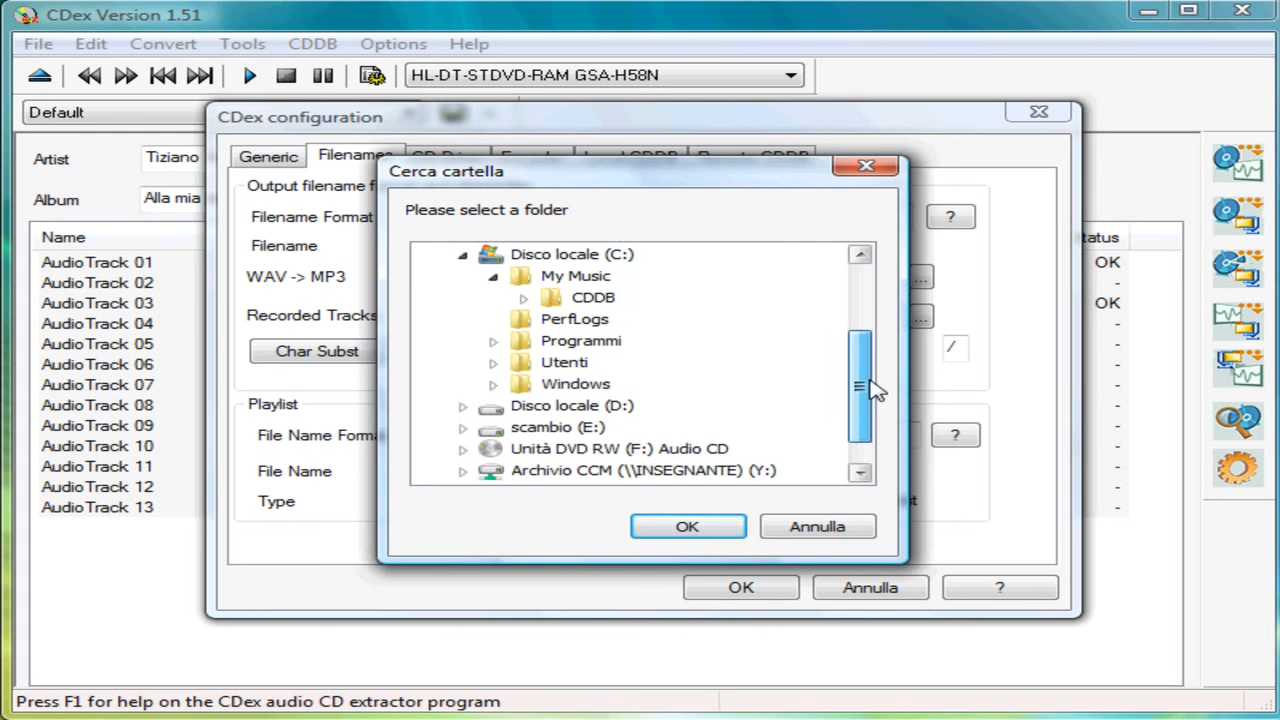 CDex Version 1.51
File Edit Convert Tools CDDB Options Help
HL-DT-STDVD-RAM GSA-H58N
Default
CDex configuration
Artist Tiziano
Album Alla mia
Generic Filenames
Output filename
Filename Format ?
Filename
WAV -> MP3 ...
Recorded Tracks ...
Char Subst /
Playlist
File Name Forma ?
File Name
Type
OK Annulla ?
Cerca cartella
Please select a folder
Disco locale (C:)
My Music
CDDB
PerfLogs
Programmi
Utenti
Windows
Disco locale (D:)
scambio (E:)
Unità DVD RW (F:) Audio CD
Archivio CCM (\\INSEGNANTE) (Y:)
OK Annulla
Name tatus
AudioTrack 01 OK
AudioTrack 02 -
AudioTrack 03 OK
AudioTrack 04 -
AudioTrack 05 -
AudioTrack 06 -
AudioTrack 07 -
AudioTrack 08 -
AudioTrack 09 -
AudioTrack 10 -
AudioTrack 11 -
AudioTrack 12 -
AudioTrack 13 -
Press F1 for help on the CDex audio CD extractor program